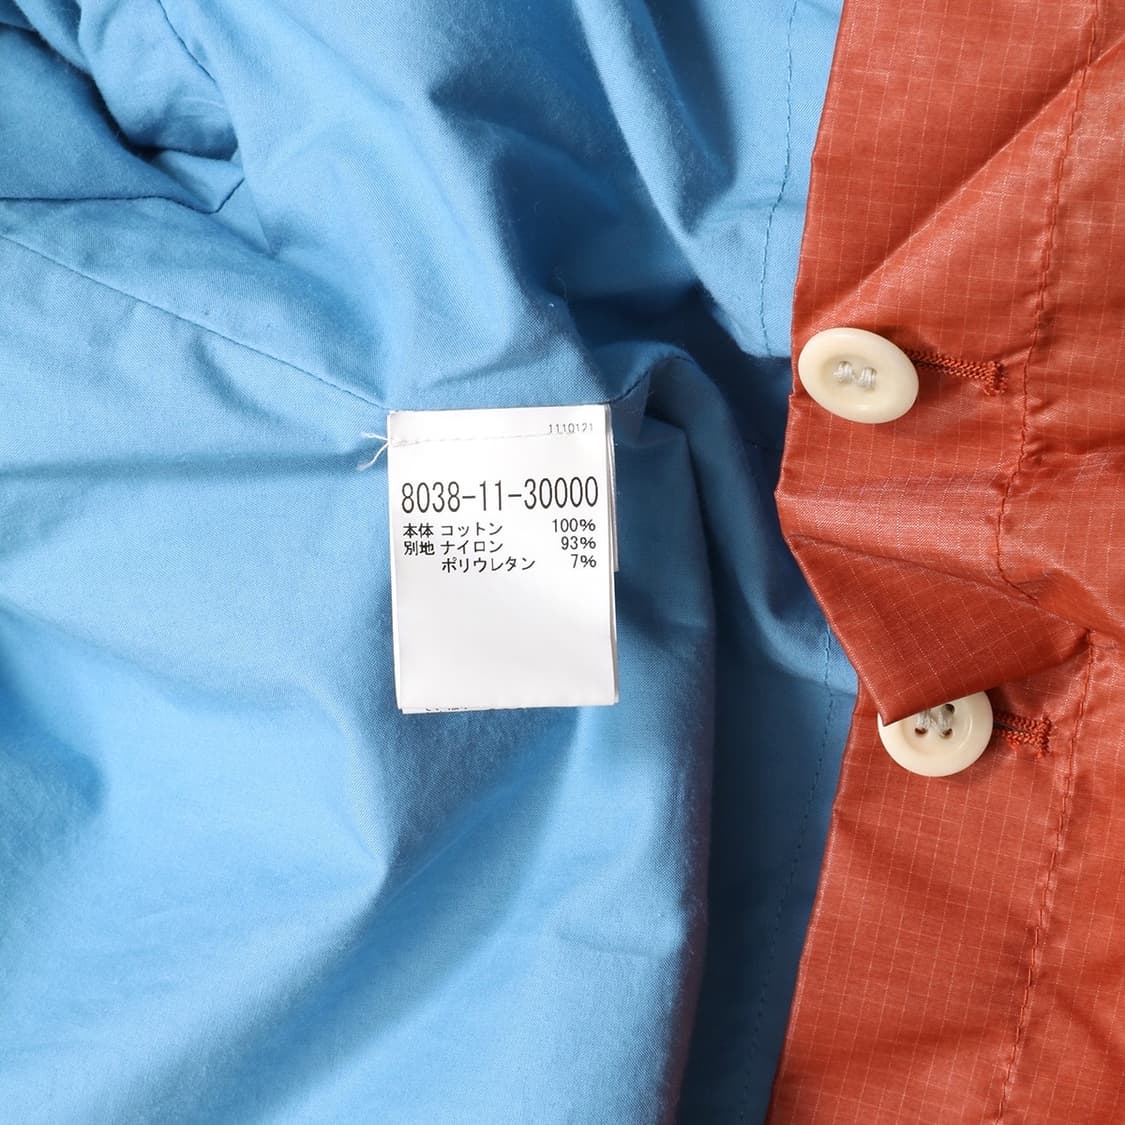 1110121
8038-11-30000
本体 コットン 100%
別地 ナイロン 93%
ポリウレタン 7%